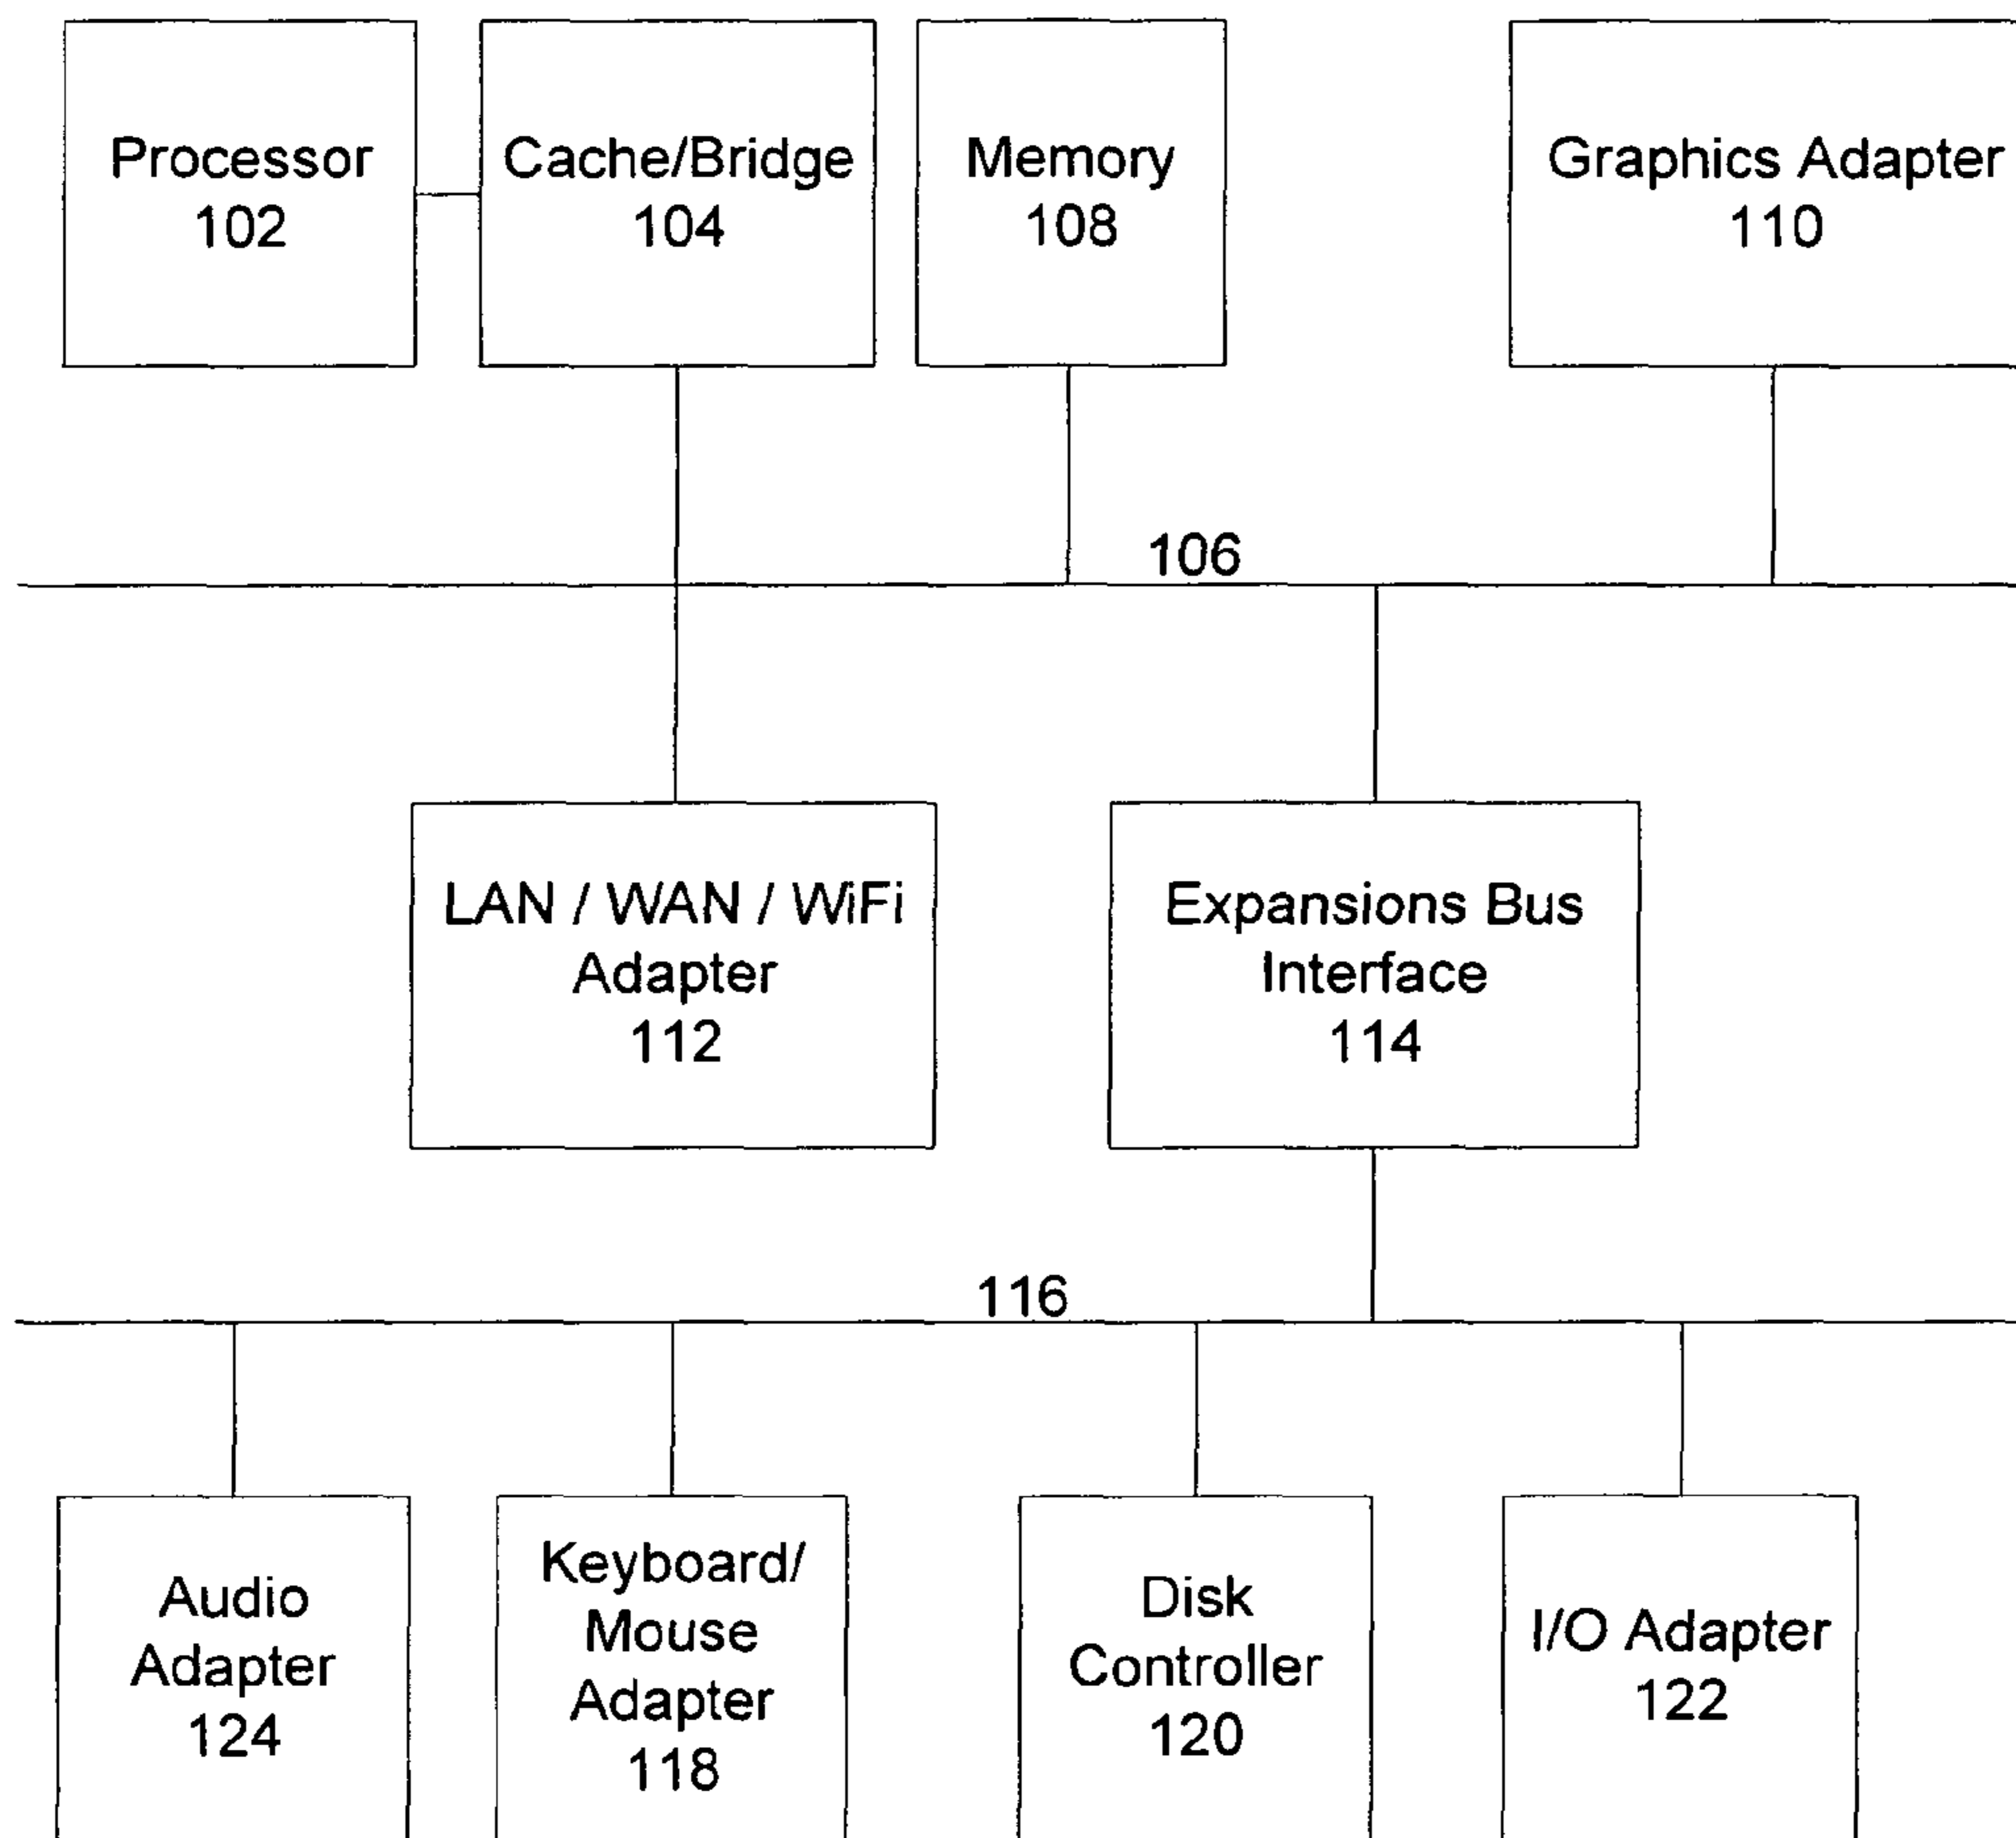 Processor
102
Cache/Bridge
104
Memory
108
Graphics Adapter
110
106
LAN / WAN / WiFi
Adapter
112
Expansions Bus
Interface
114
116
Audio
Adapter
124
Keyboard/
Mouse
Adapter
118
Disk
Controller
120
I/O Adapter
122